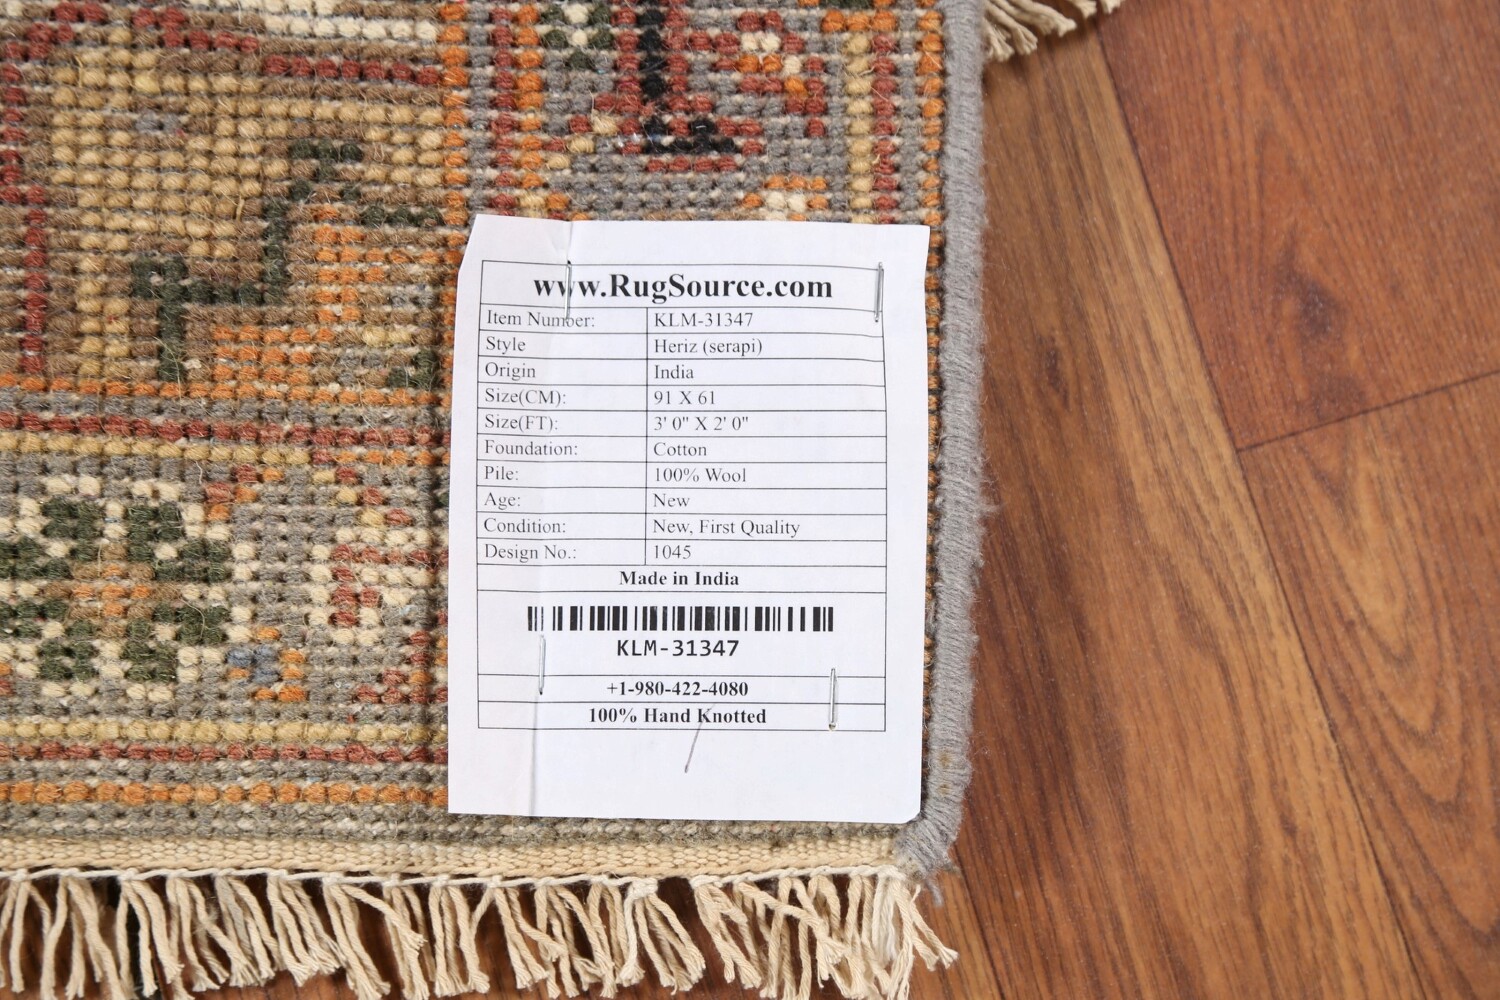 www.RugSource.com
Item Number: KLM-31347
Style Heriz (serapi)
Origin India
Size(CM): 91 X 61
Size(FT): 3' 0" X 2' 0"
Foundation: Cotton
Pile: 100% Wool
Age: New
Condition: New, First Quality
Design No.: 1045
Made in India
KLM-31347
+1-980-422-4080
100% Hand Knotted